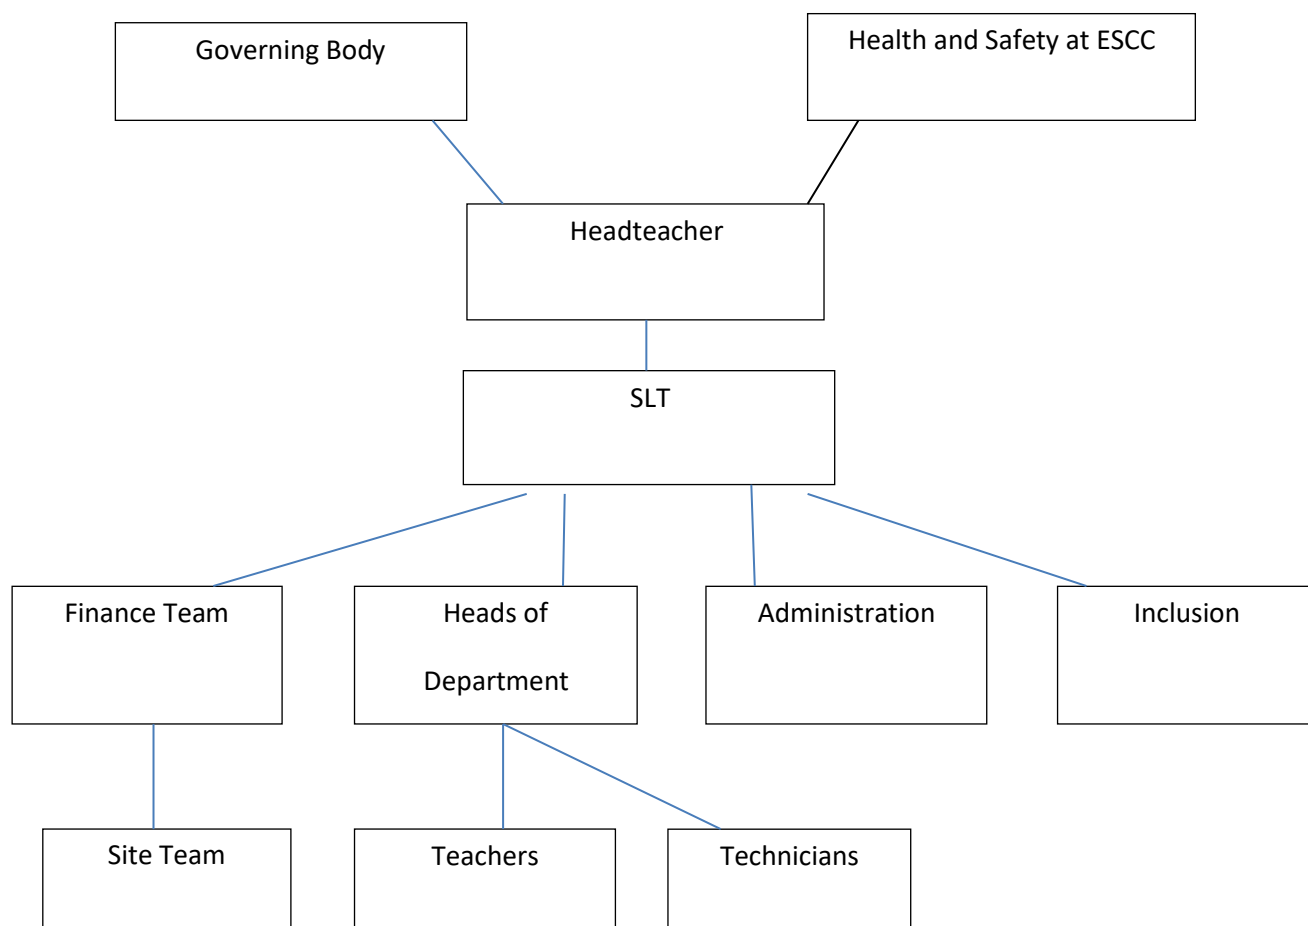 Governing Body
Health and Safety at ESCC
Headteacher
SLT
Finance Team
Heads of
Department
Administration
Inclusion
Site Team
Teachers
Technicians